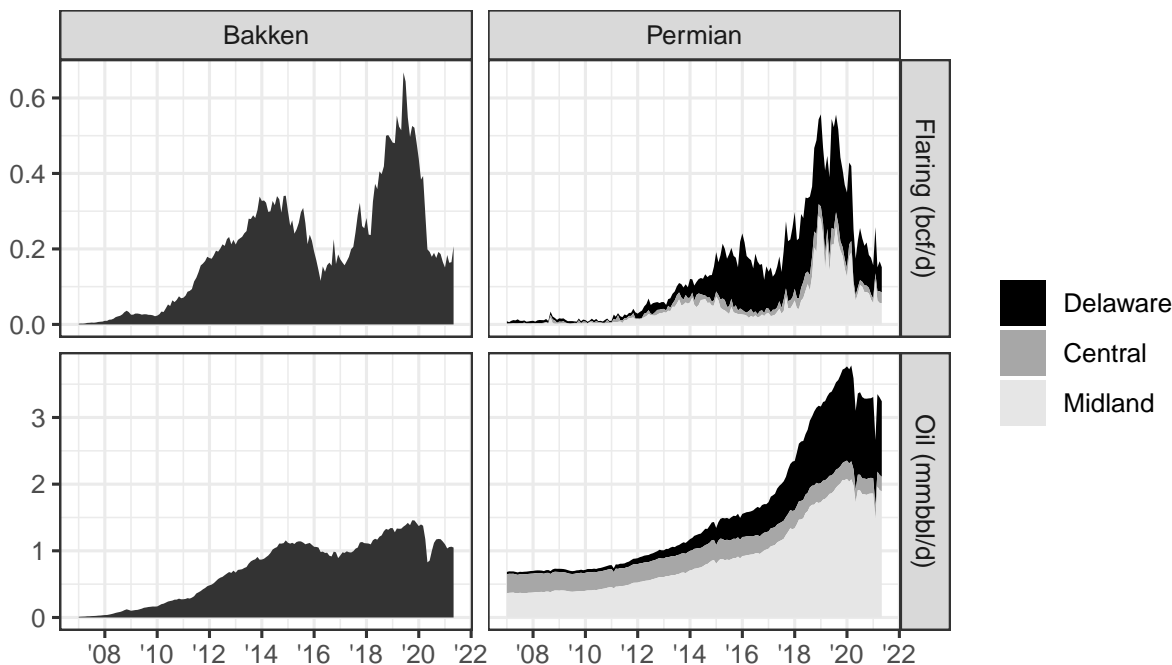 Bakken
Permian
0.6
0.4
0.2
0.0
Flaring (bcf/d)
3
2
1
0
Oil (mmbbl/d)
'08 '10 '12 '14 '16 '18 '20 '22
'08 '10 '12 '14 '16 '18 '20 '22
Delaware
Central
Midland